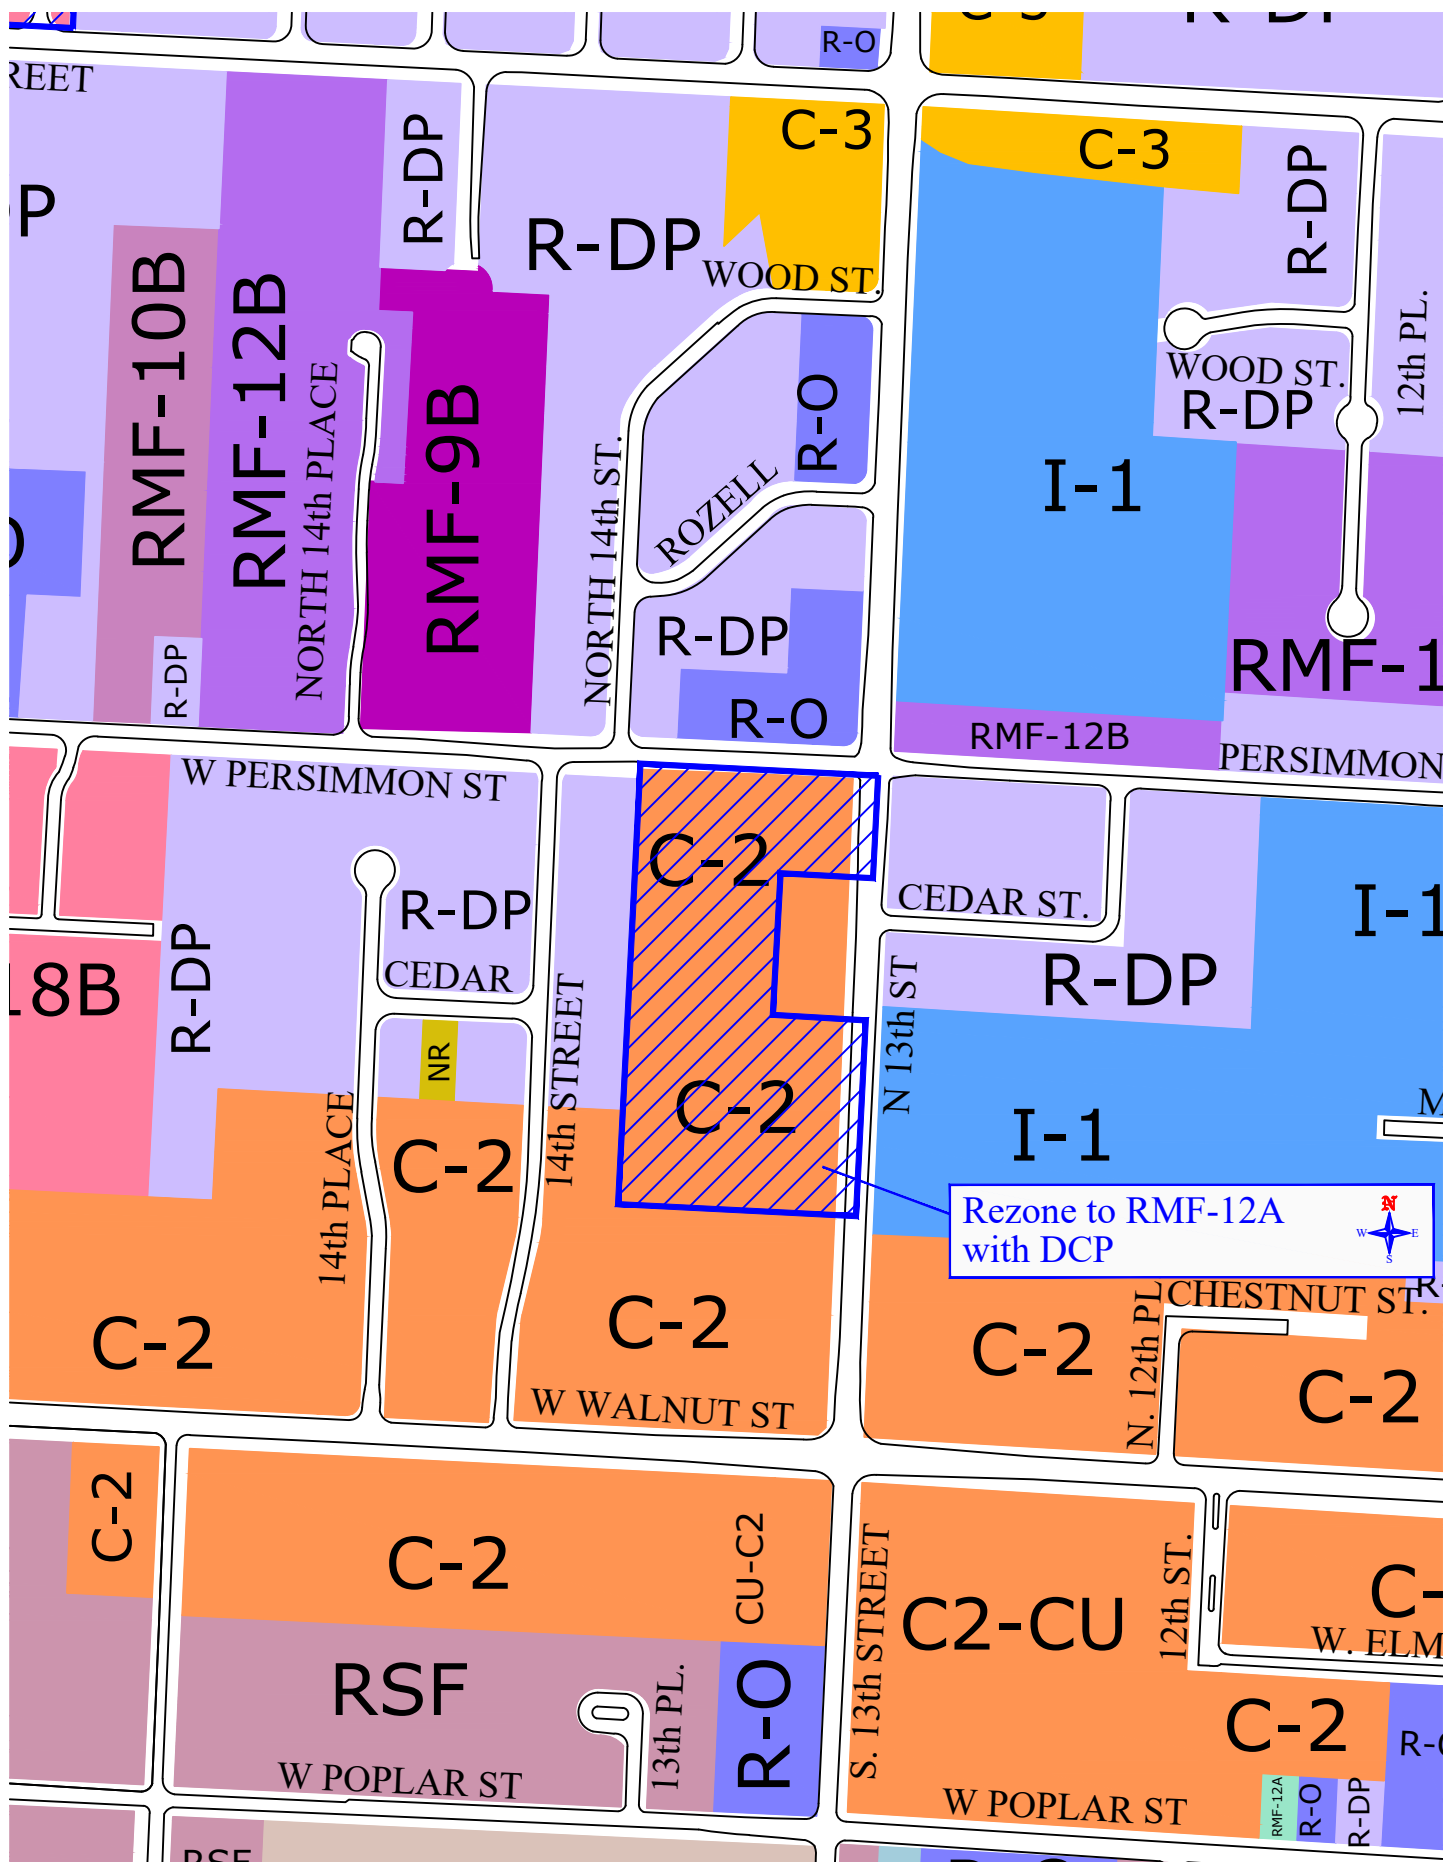 R-O
REET
R-DP
C-3
C-3
R-DP
P
R-DP
WOOD ST.
RMF-10B
RMF-12B
RMF-9B
NORTH 14th PLACE
NORTH 14th ST.
R-O
ROZELL
I-1
12th PL.
WOOD ST.
R-DP
R-DP
R-DP
R-O
RMF-1
RMF-12B
PERSIMMON
W PERSIMMON ST
C-2
R-DP
CEDAR
CEDAR ST.
I-1
18B
R-DP
NR
14th STREET
N 13th ST
R-DP
C-2
14th PLACE
C-2
I-1
M
Rezone to RMF-12A
with DCP
N
W
E
S
CHESTNUT ST.
R-
C-2
C-2
C-2
N. 12th PL
C-2
W WALNUT ST
C-2
C-2
CU-C2
S. 13th STREET
C2-CU
12th ST.
C-
W. ELM
RSF
13th PL.
R-O
C-2
R-
W POPLAR ST
W POPLAR ST
RMF-12A
R-O
R-DP